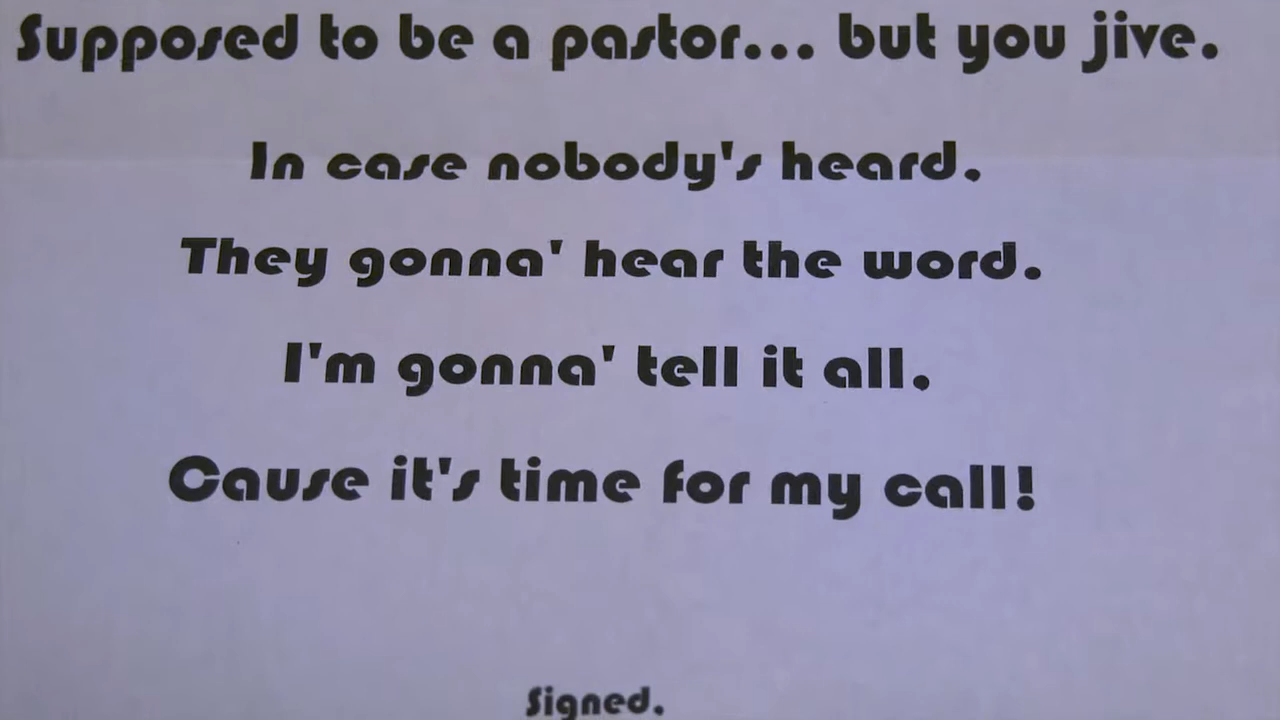 Supposed to be a pastor... but you jive.
In case nobody's heard.
They gonna' hear the word.
I'm gonna' tell it all.
Cause it's time for my call!
Signed.